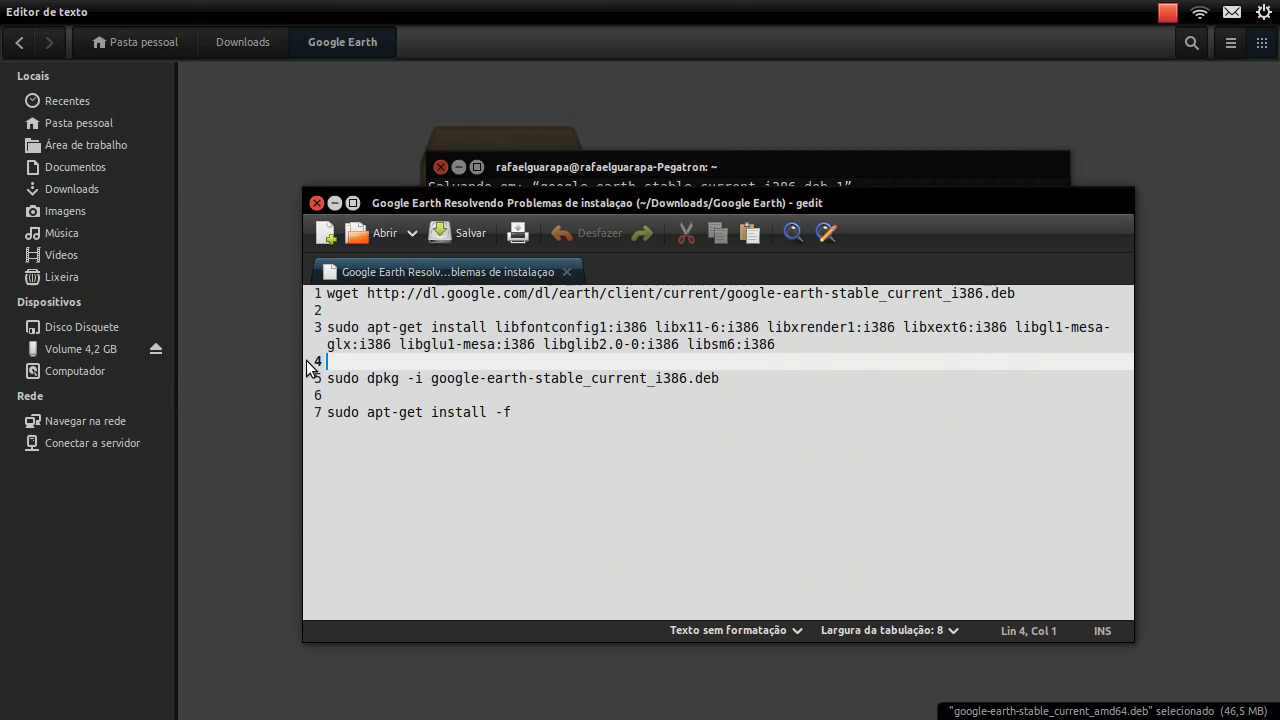 Editor de texto
Pasta pessoal
Downloads
Google Earth
Locais
Recentes
Pasta pessoal
Área de trabalho
Documentos
Downloads
Imagens
Música
Vídeos
Lixeira
Dispositivos
Disco Disquete
Volume 4,2 GB
Computador
Rede
Navegar na rede
Conectar a servidor
rafaelguarapa@rafaelguarapa-Pegatron: ~
Salvando em: “google-earth-stable_current_i386.deb.1”
Google Earth Resolvendo Problemas de instalaçao (~/Downloads/Google Earth) - gedit
Abrir
Salvar
Desfazer
Google Earth Resolv...blemas de instalaçao
1 wget http://dl.google.com/dl/earth/client/current/google-earth-stable_current_i386.deb
2
3 sudo apt-get install libfontconfig1:i386 libx11-6:i386 libxrender1:i386 libxext6:i386 libgl1-mesa-
glx:i386 libglu1-mesa:i386 libglib2.0-0:i386 libsm6:i386
4
5 sudo dpkg -i google-earth-stable_current_i386.deb
6
7 sudo apt-get install -f
Texto sem formatação
Largura da tabulação: 8
Lin 4, Col 1
INS
"google-earth-stable_current_amd64.deb" selecionado (46,5 MB)